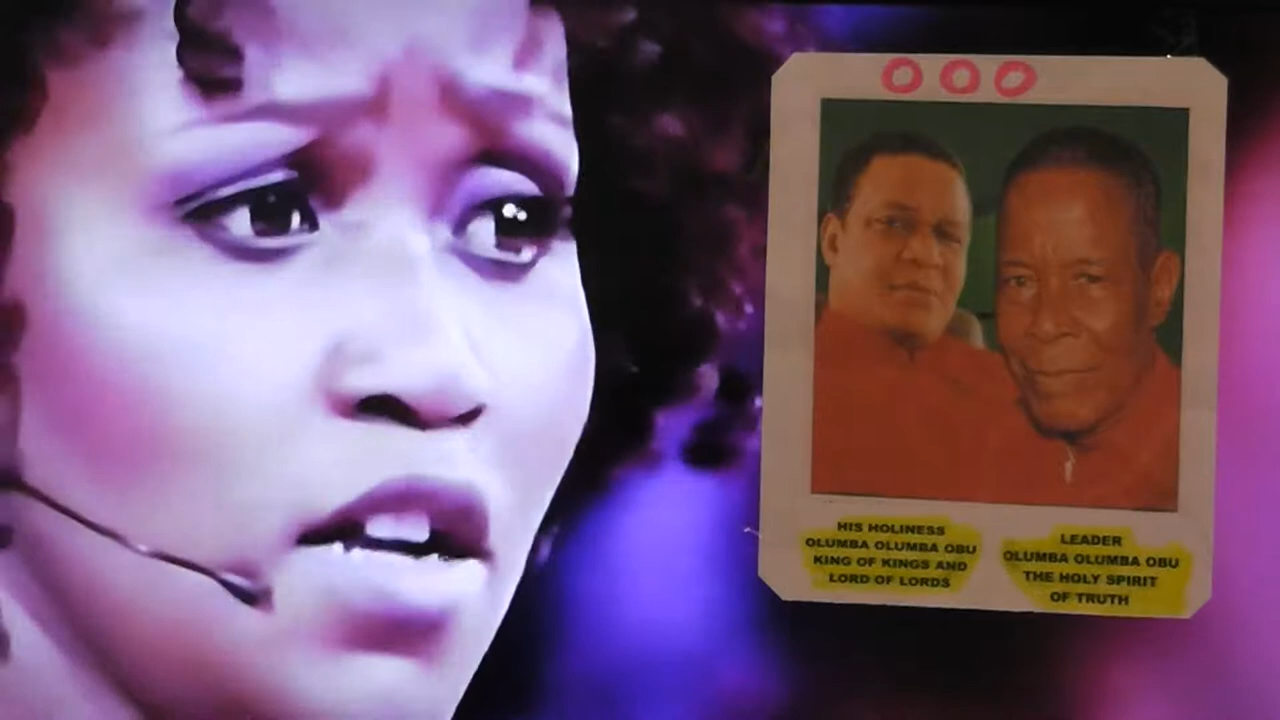 O O O
HIS HOLINESS
OLUMBA OLUMBA OBU
KING OF KINGS AND
LORD OF LORDS
LEADER
OLUMBA OLUMBA OBU
THE HOLY SPIRIT
OF TRUTH